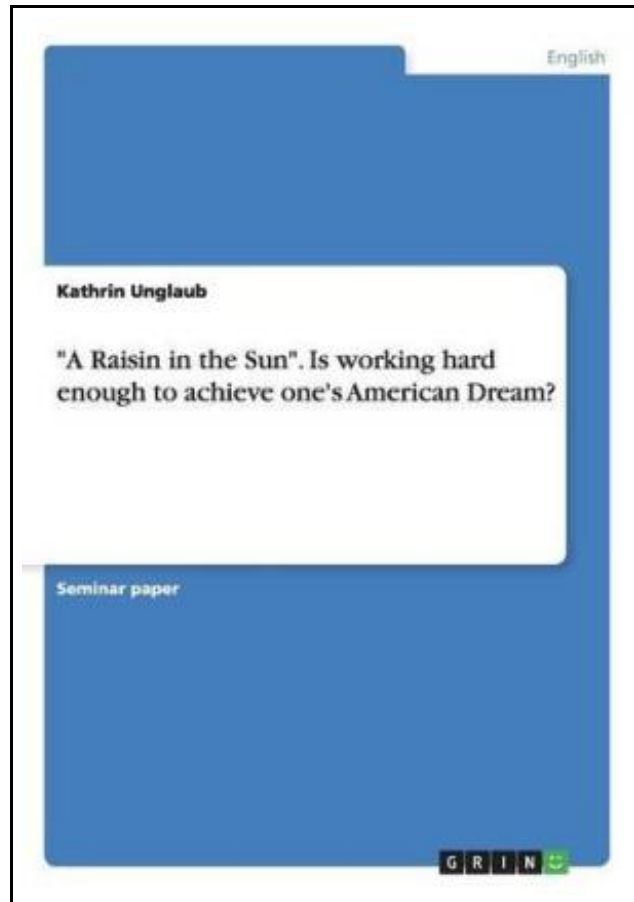 English
Kathrin Unglaub
"A Raisin in the Sun". Is working hard
enough to achieve one's American Dream?
Seminar paper
GRIN